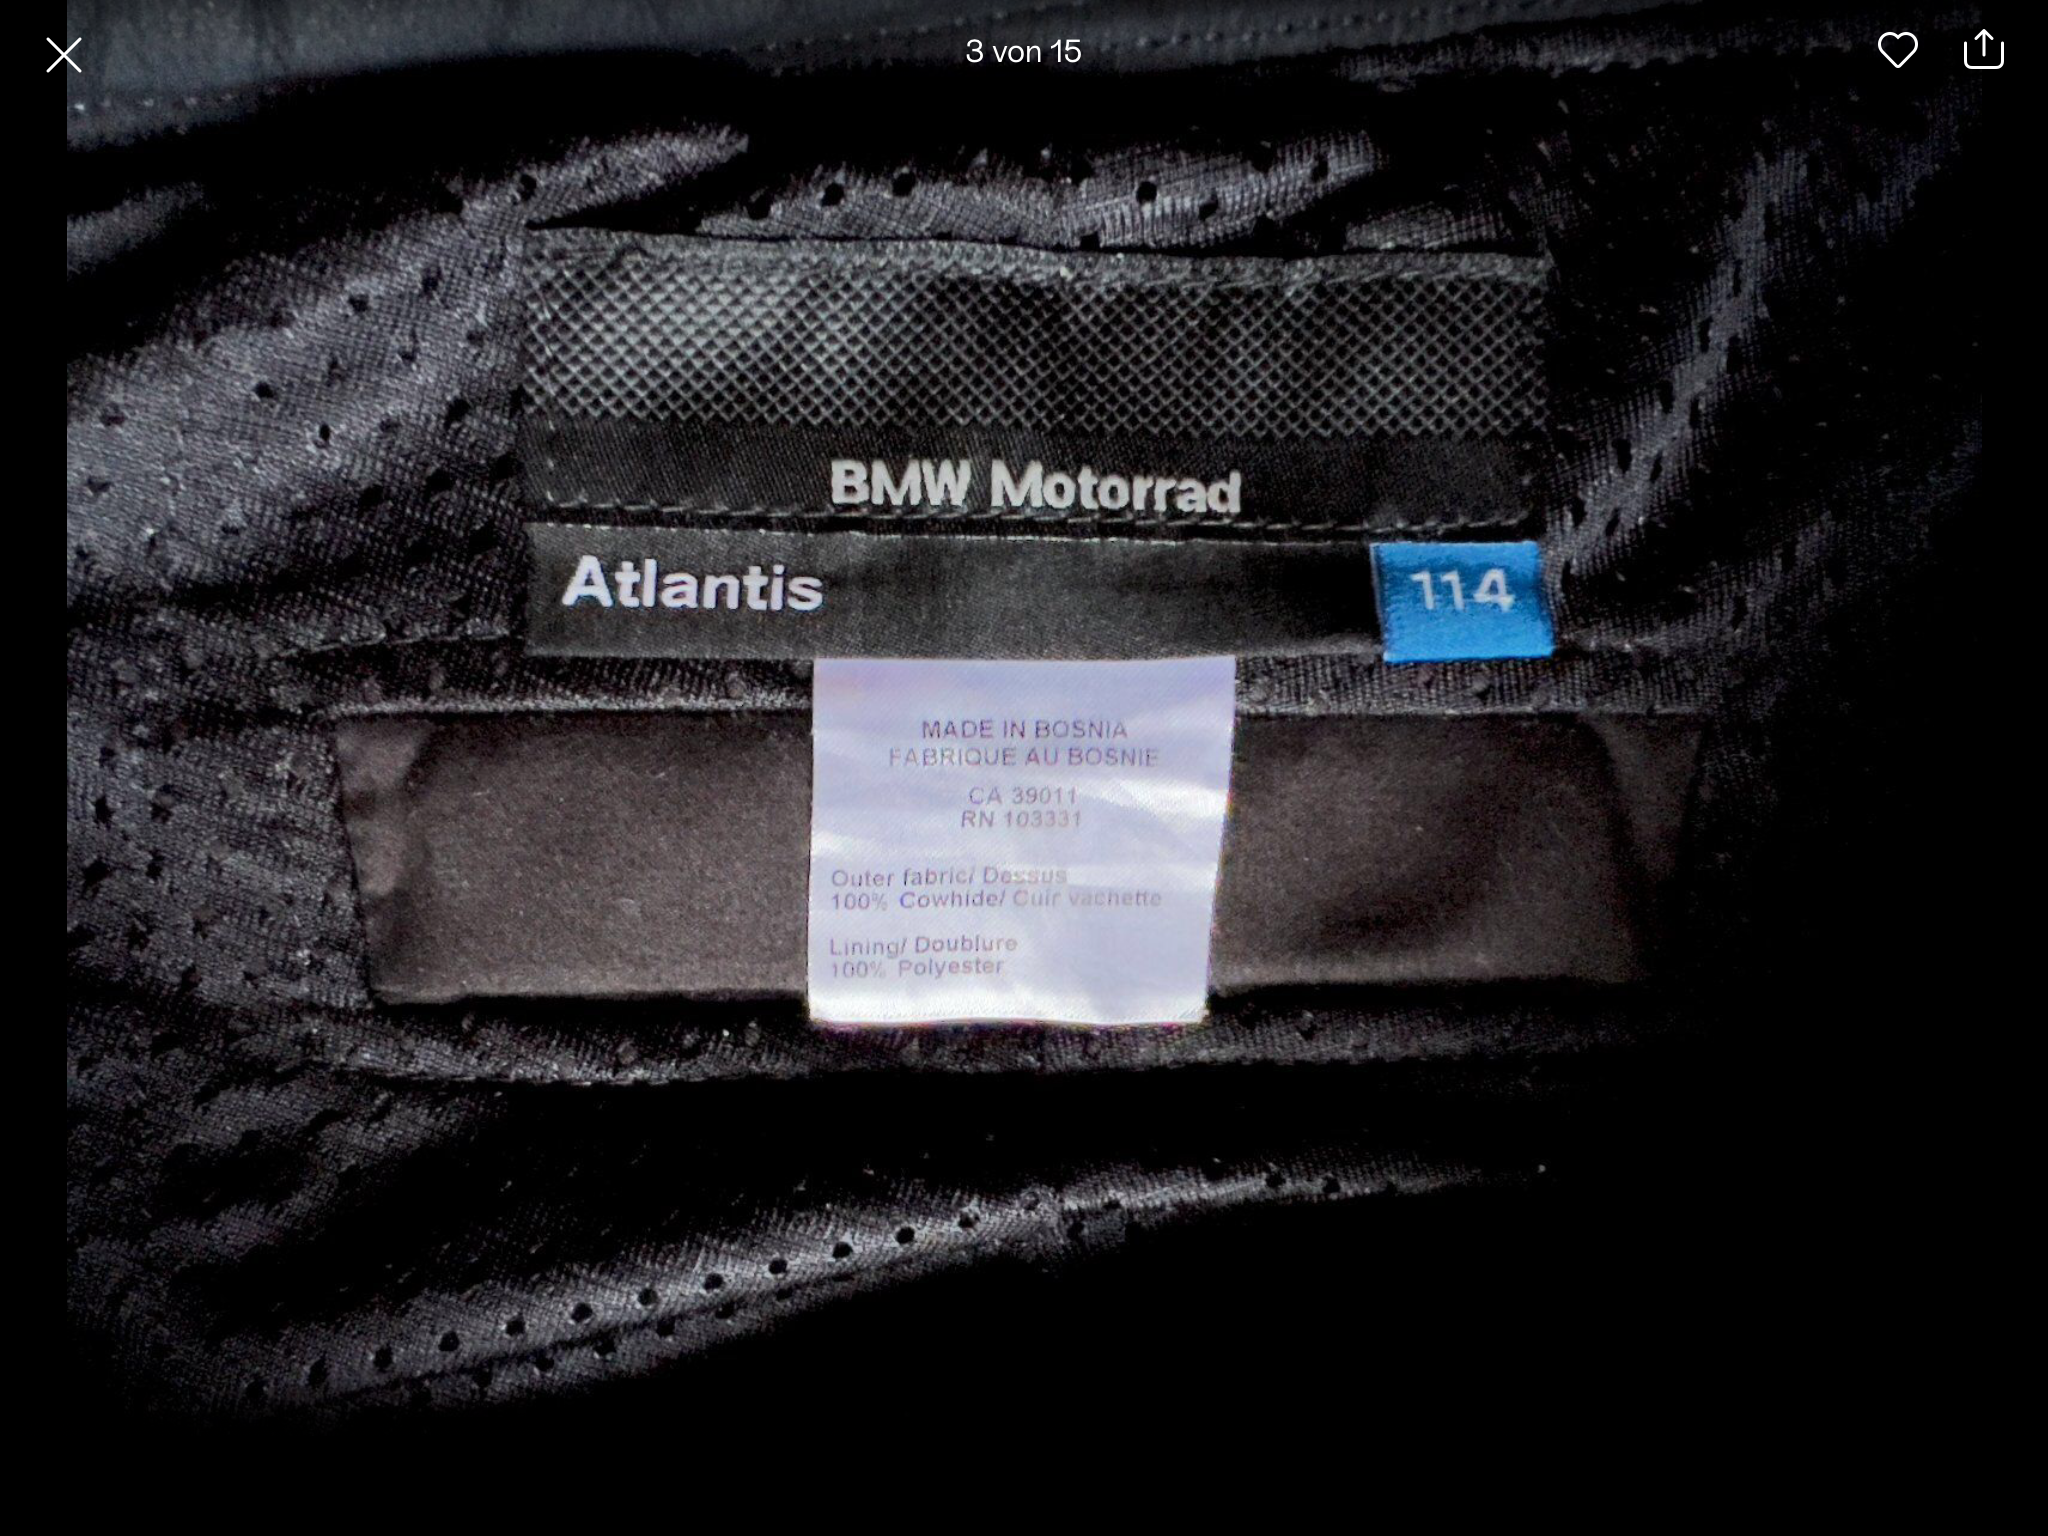 3 von 15
BMW Motorrad
Atlantis
114
MADE IN BOSNIA
FABRIQUE AU BOSNIE
CA 39011
RN 103331
Outer fabric/ Dessus
100% Cowhide/ Cuir vachette
Lining/ Doublure
100% Polyester